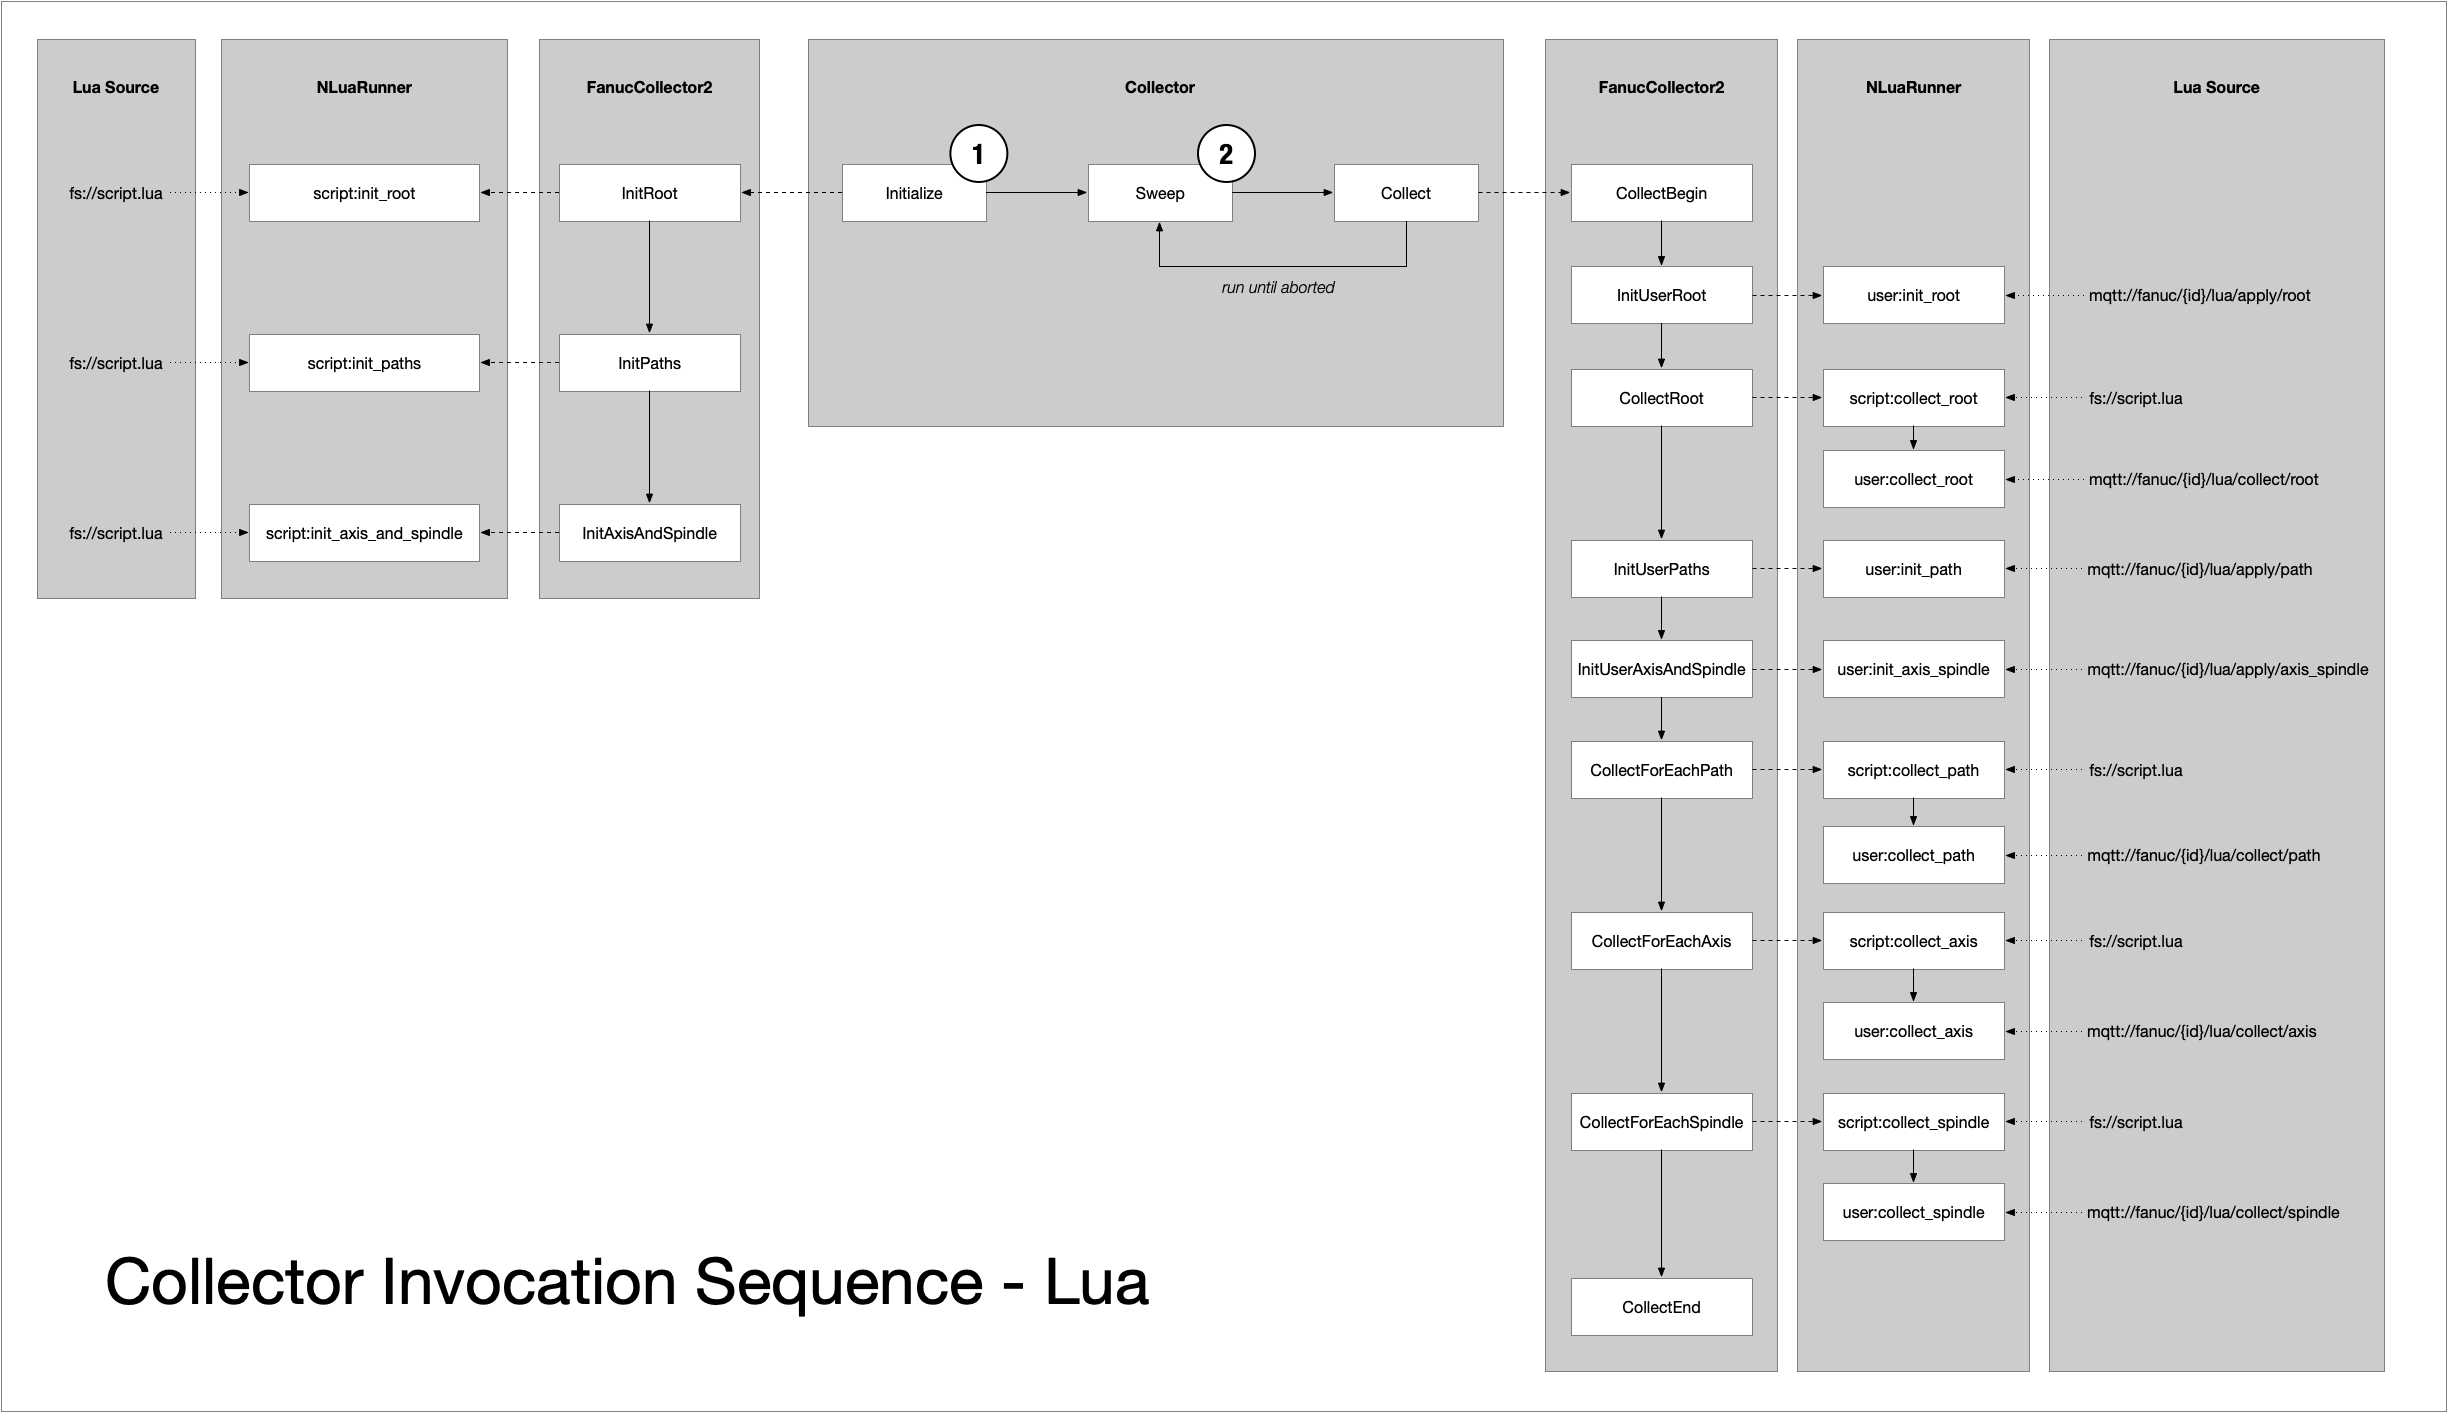 Lua Source
NLuaRunner
FanucCollector2
Collector
FanucCollector2
NLuaRunner
Lua Source
1
2
fs://script.lua
script:init_root
InitRoot
Initialize
Sweep
Collect
CollectBegin
run until aborted
InitUserRoot
user:init_root
mqtt://fanuc/{id}/lua/apply/root
fs://script.lua
script:init_paths
InitPaths
CollectRoot
script:collect_root
fs://script.lua
user:collect_root
mqtt://fanuc/{id}/lua/collect/root
fs://script.lua
script:init_axis_and_spindle
InitAxisAndSpindle
InitUserPaths
user:init_path
mqtt://fanuc/{id}/lua/apply/path
InitUserAxisAndSpindle
user:init_axis_spindle
mqtt://fanuc/{id}/lua/apply/axis_spindle
CollectForEachPath
script:collect_path
fs://script.lua
user:collect_path
mqtt://fanuc/{id}/lua/collect/path
CollectForEachAxis
script:collect_axis
fs://script.lua
user:collect_axis
mqtt://fanuc/{id}/lua/collect/axis
CollectForEachSpindle
script:collect_spindle
fs://script.lua
user:collect_spindle
mqtt://fanuc/{id}/lua/collect/spindle
Collector Invocation Sequence - Lua
CollectEnd